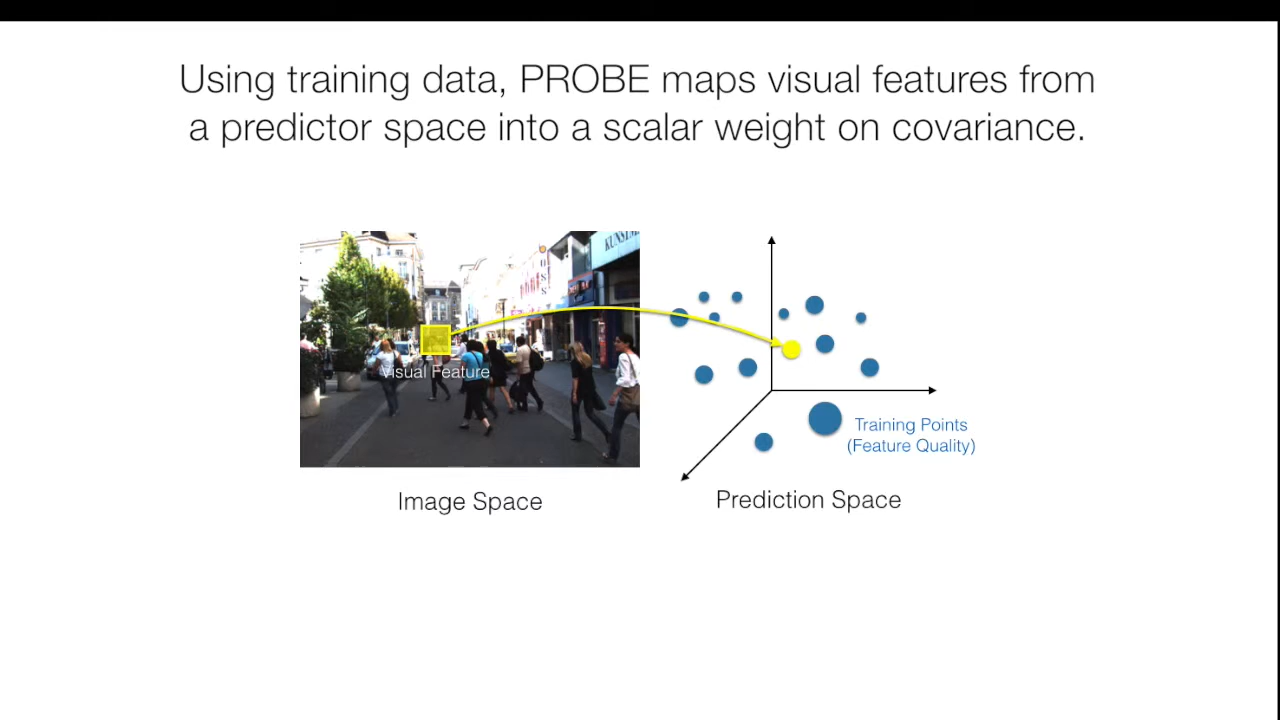 Using training data, PROBE maps visual features from
a predictor space into a scalar weight on covariance.
KUNST
Visual Feature
Training Points
(Feature Quality)
Image Space
Prediction Space